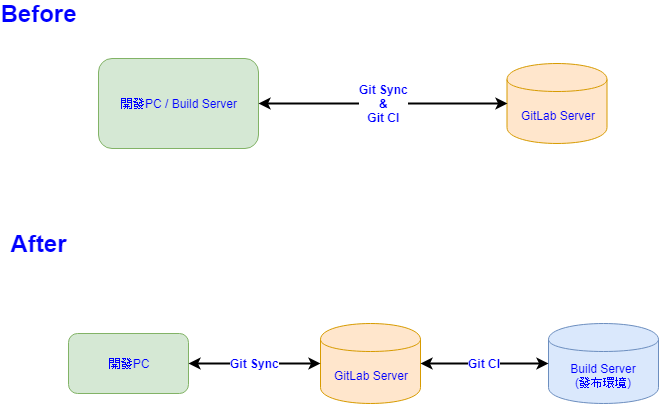 Before
開發PC / Build Server
Git Sync
&
Git CI
GitLab Server
After
開發PC
Git Sync
GitLab Server
Git CI
Build Server
(發布環境)